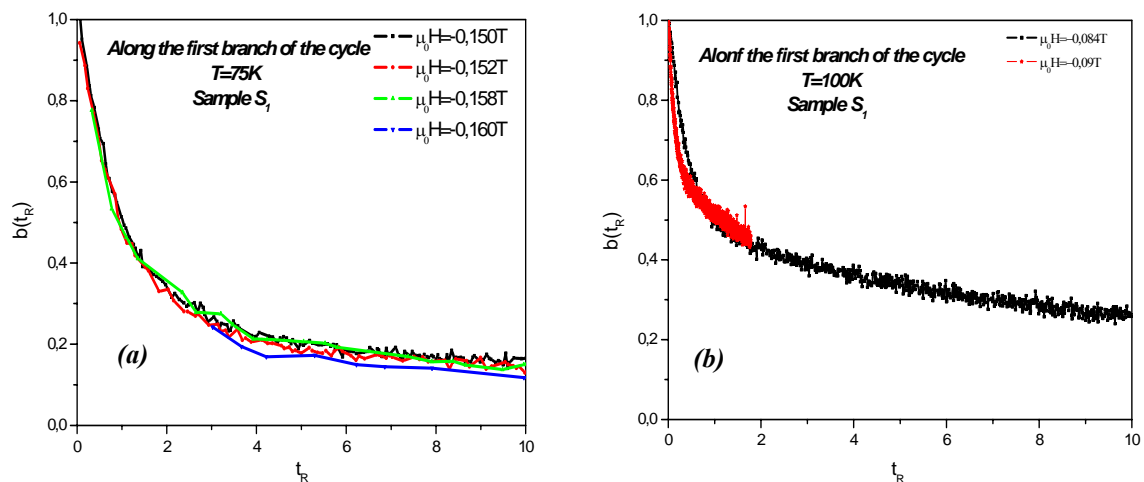 1,0
0,8
0,6
0,4
0,2
0,0
b(t_R)
Along the first branch of the cycle
T=75K
Sample S_1
μ_0H=-0,150T
μ_0H=-0,152T
μ_0H=-0,158T
μ_0H=-0,160T
(a)
0 2 4 6 8 10
t_R
1,0
0,8
0,6
0,4
0,2
0,0
b(t_R)
Alonf the first branch of the cycle
T=100K
Sample S_1
μ_0H=-0,084T
μ_0H=-0,09T
(b)
0 2 4 6 8 10
t_R